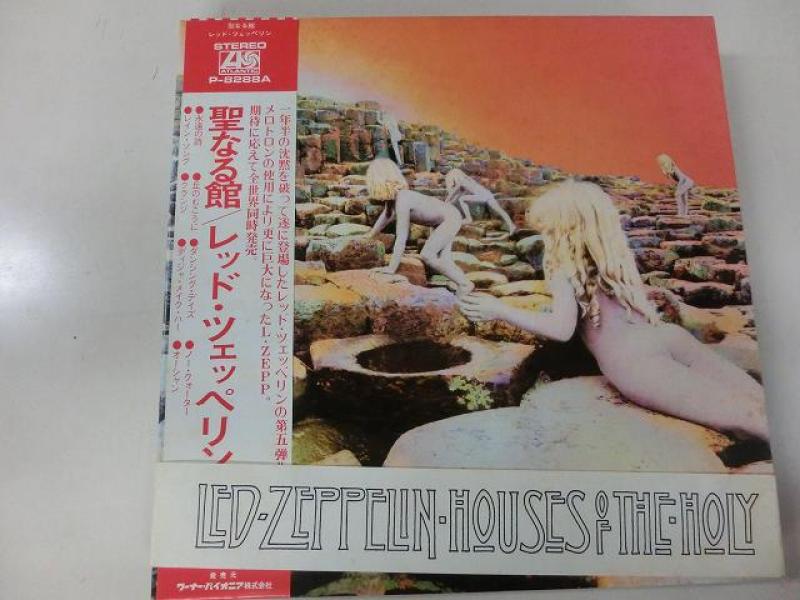 聖なる館
レッド・ツェッペリン
STEREO
ATLANTIC
P-8288A
聖なる館/レッド・ツェッペリン
●永遠の詩
●レイン・ソング
●丘のむこうに
●クランジ
●ダンシング・デイズ
●ディジャ・メイク・ハー
●ノー・クォーター
●オーシャン
一年半の沈黙を破って遂に登場したレッド・ツェッペリンの第五弾!!
メロトロンの使用により更に巨大になったL・ZEPP。
期待に応えて全世界同時発売
LED·ZEPPELIN·HOUSES OF THE·HOLY
発売元
ワーナー・パイオニア株式会社